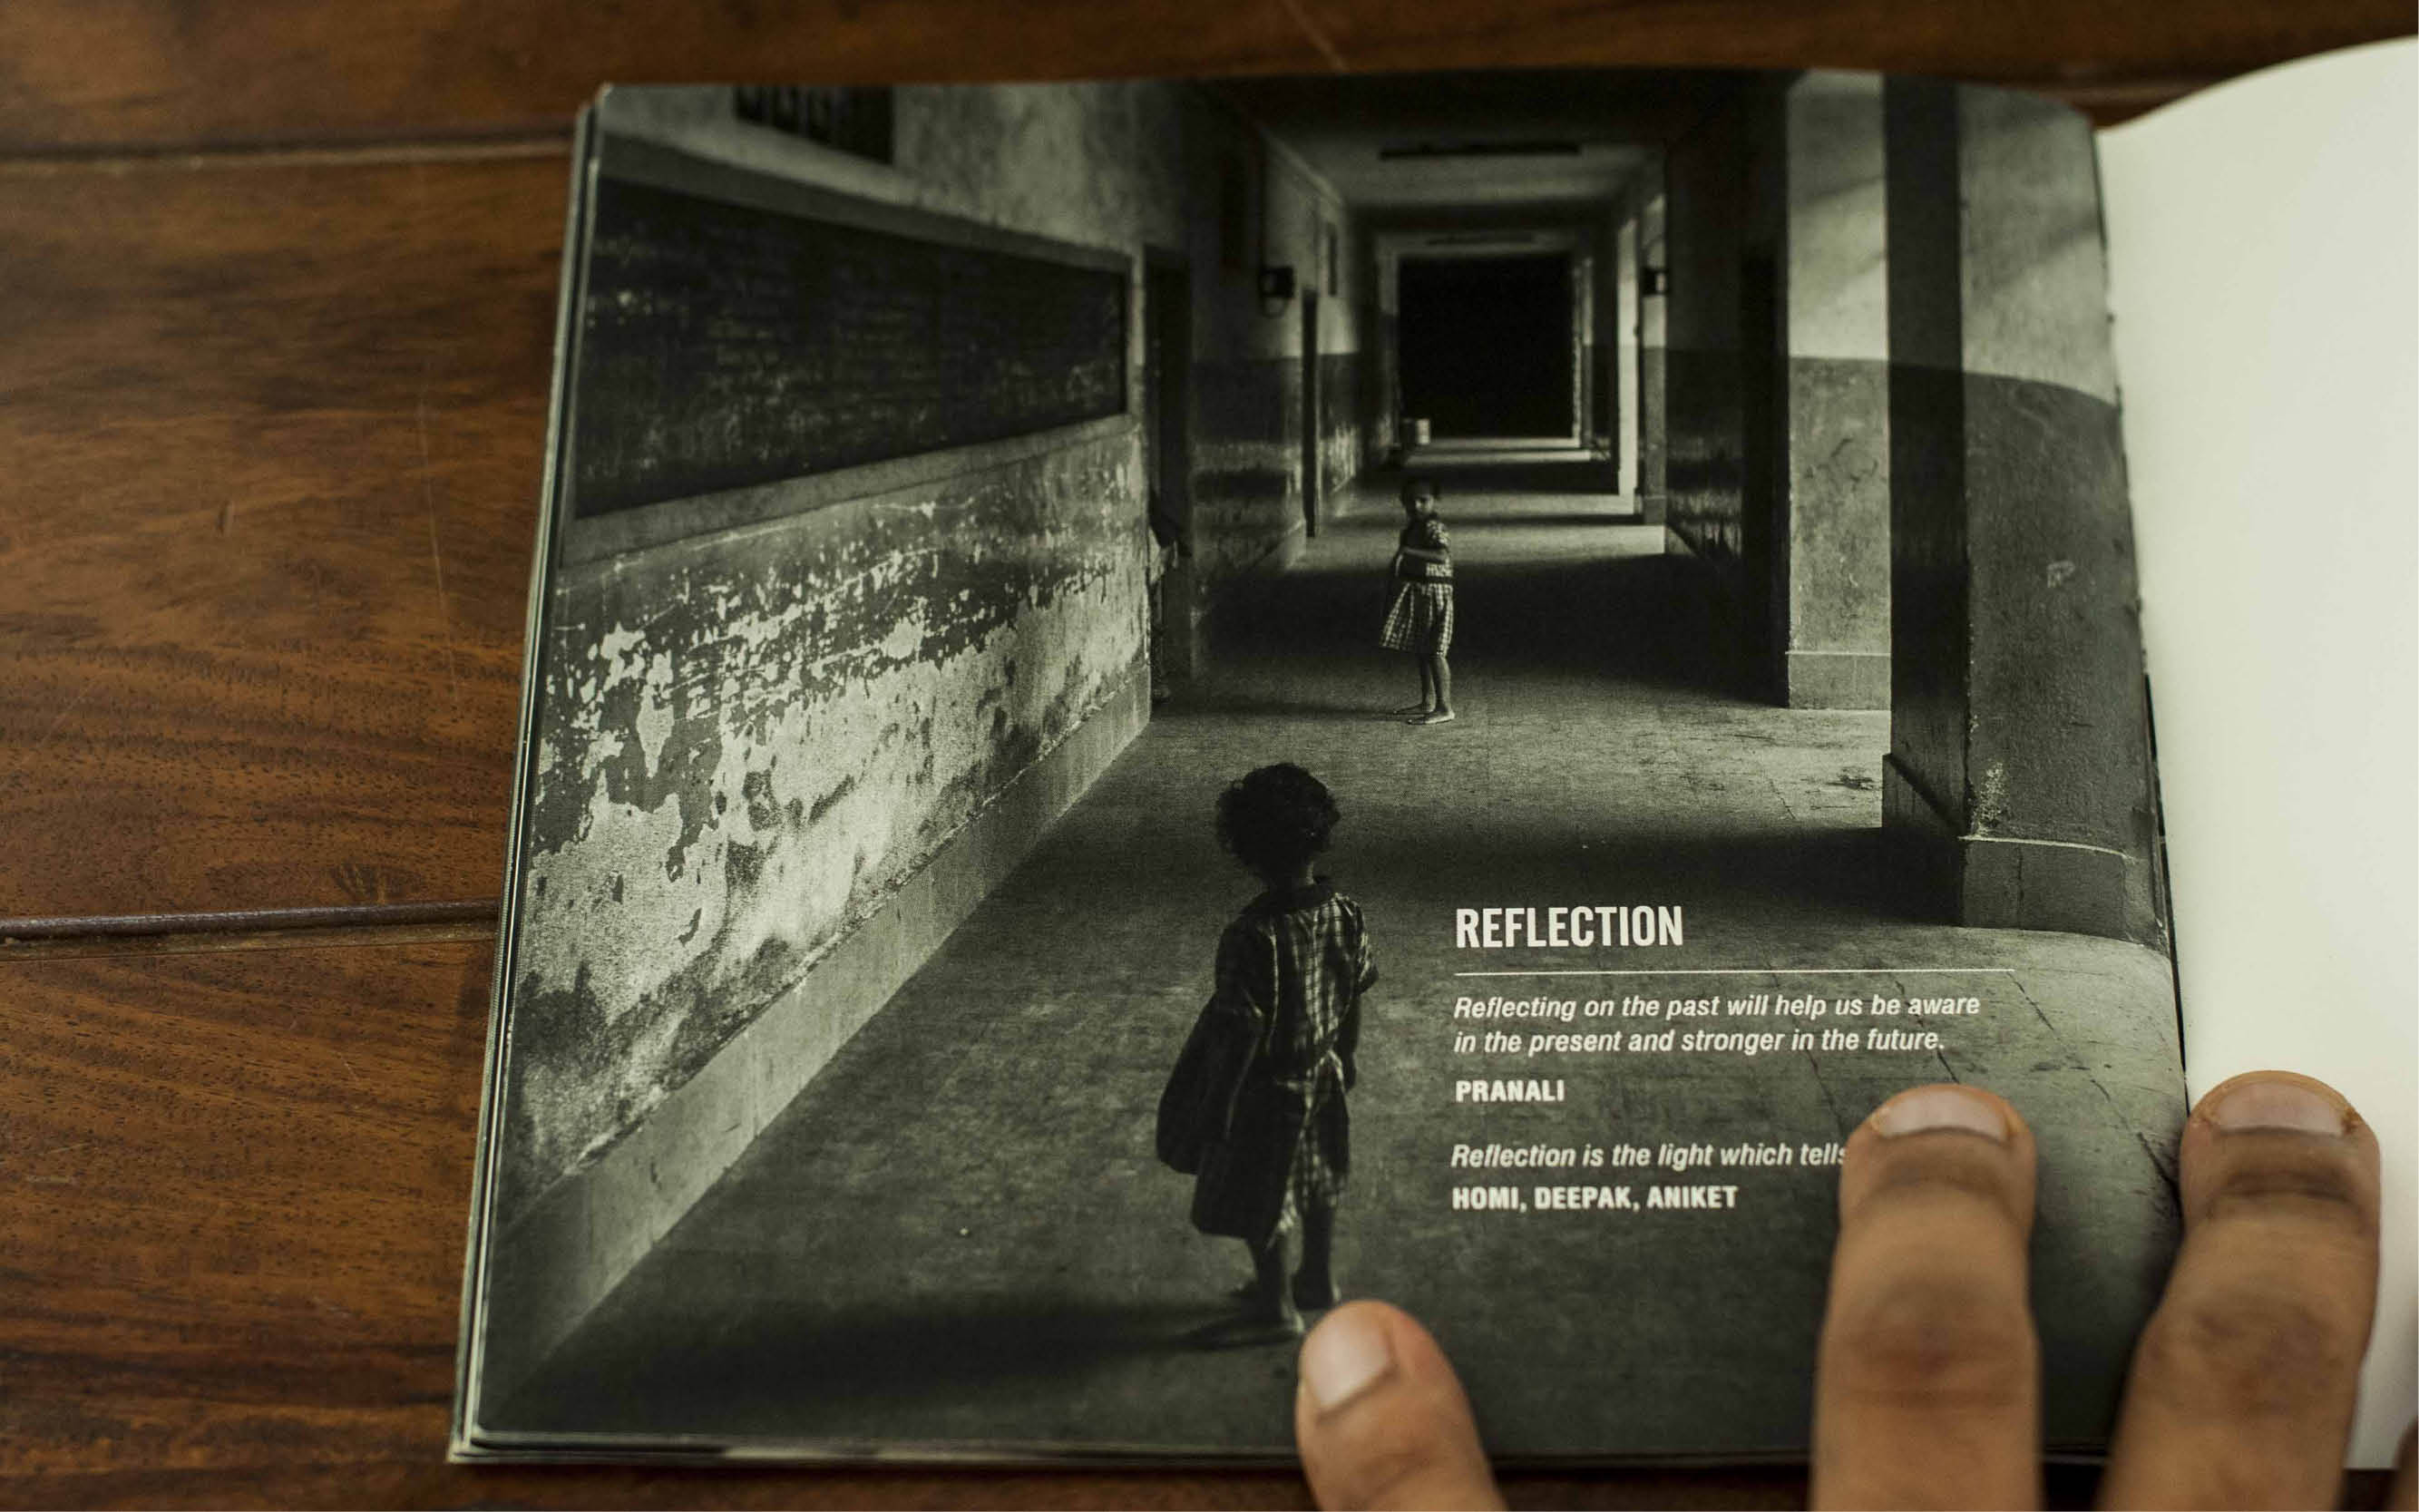 REFLECTION
Reflecting on the past will help us be aware
in the present and stronger in the future.
PRANALI
Reflection is the light which tells
HOMI, DEEPAK, ANIKET